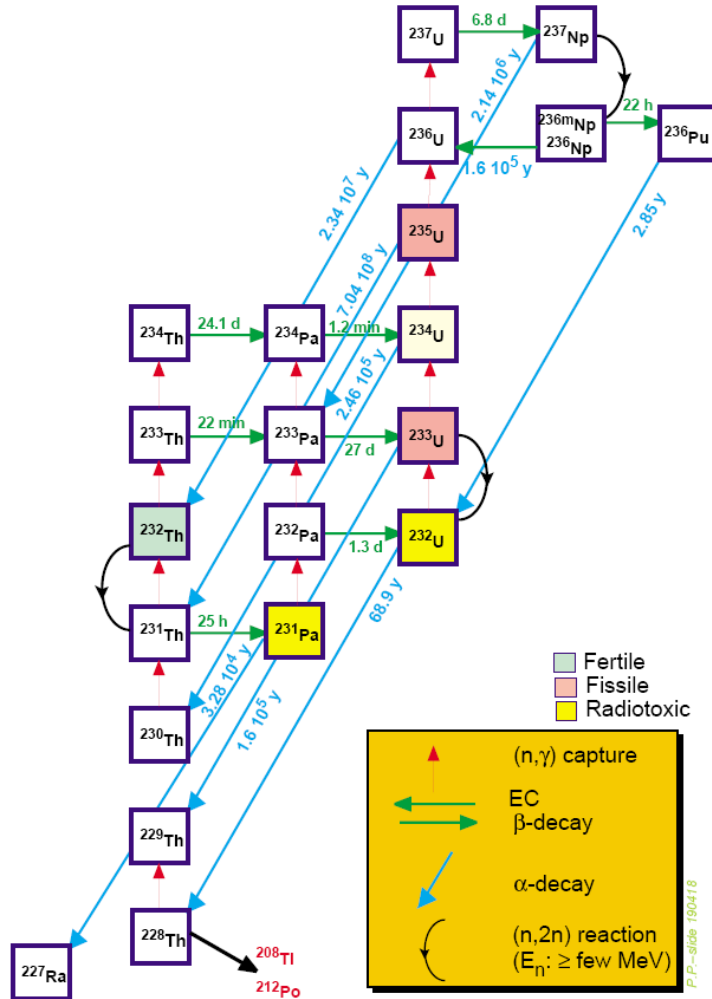 6.8 d
²³⁷U
²³⁷Np
2.14 10⁶ y
22 h
²³⁶U
²³⁶ᵐNp
²³⁶Np
²³⁶Pu
1.6 10⁵ y
2.34 10⁷ y
2.85 y
²³⁵U
7.04 10⁸ y
24.1 d
1.2 min
²³⁴Th
²³⁴Pa
²³⁴U
2.46 10⁵ y
22 min
²³³Th
²³³Pa
²³³U
27 d
²³²Th
²³²Pa
²³²U
1.3 d
68.9 y
25 h
²³¹Th
²³¹Pa
3.28 10⁴ y
1.6 10⁵ y
²³⁰Th
²²⁹Th
²²⁸Th
²²⁷Ra
²⁰⁸Tl
²¹²Po
Fertile
Fissile
Radiotoxic
(n,γ) capture
EC
β-decay
α-decay
(n,2n) reaction
(Eₙ: ≥ few MeV)
P.P.–slide 190418